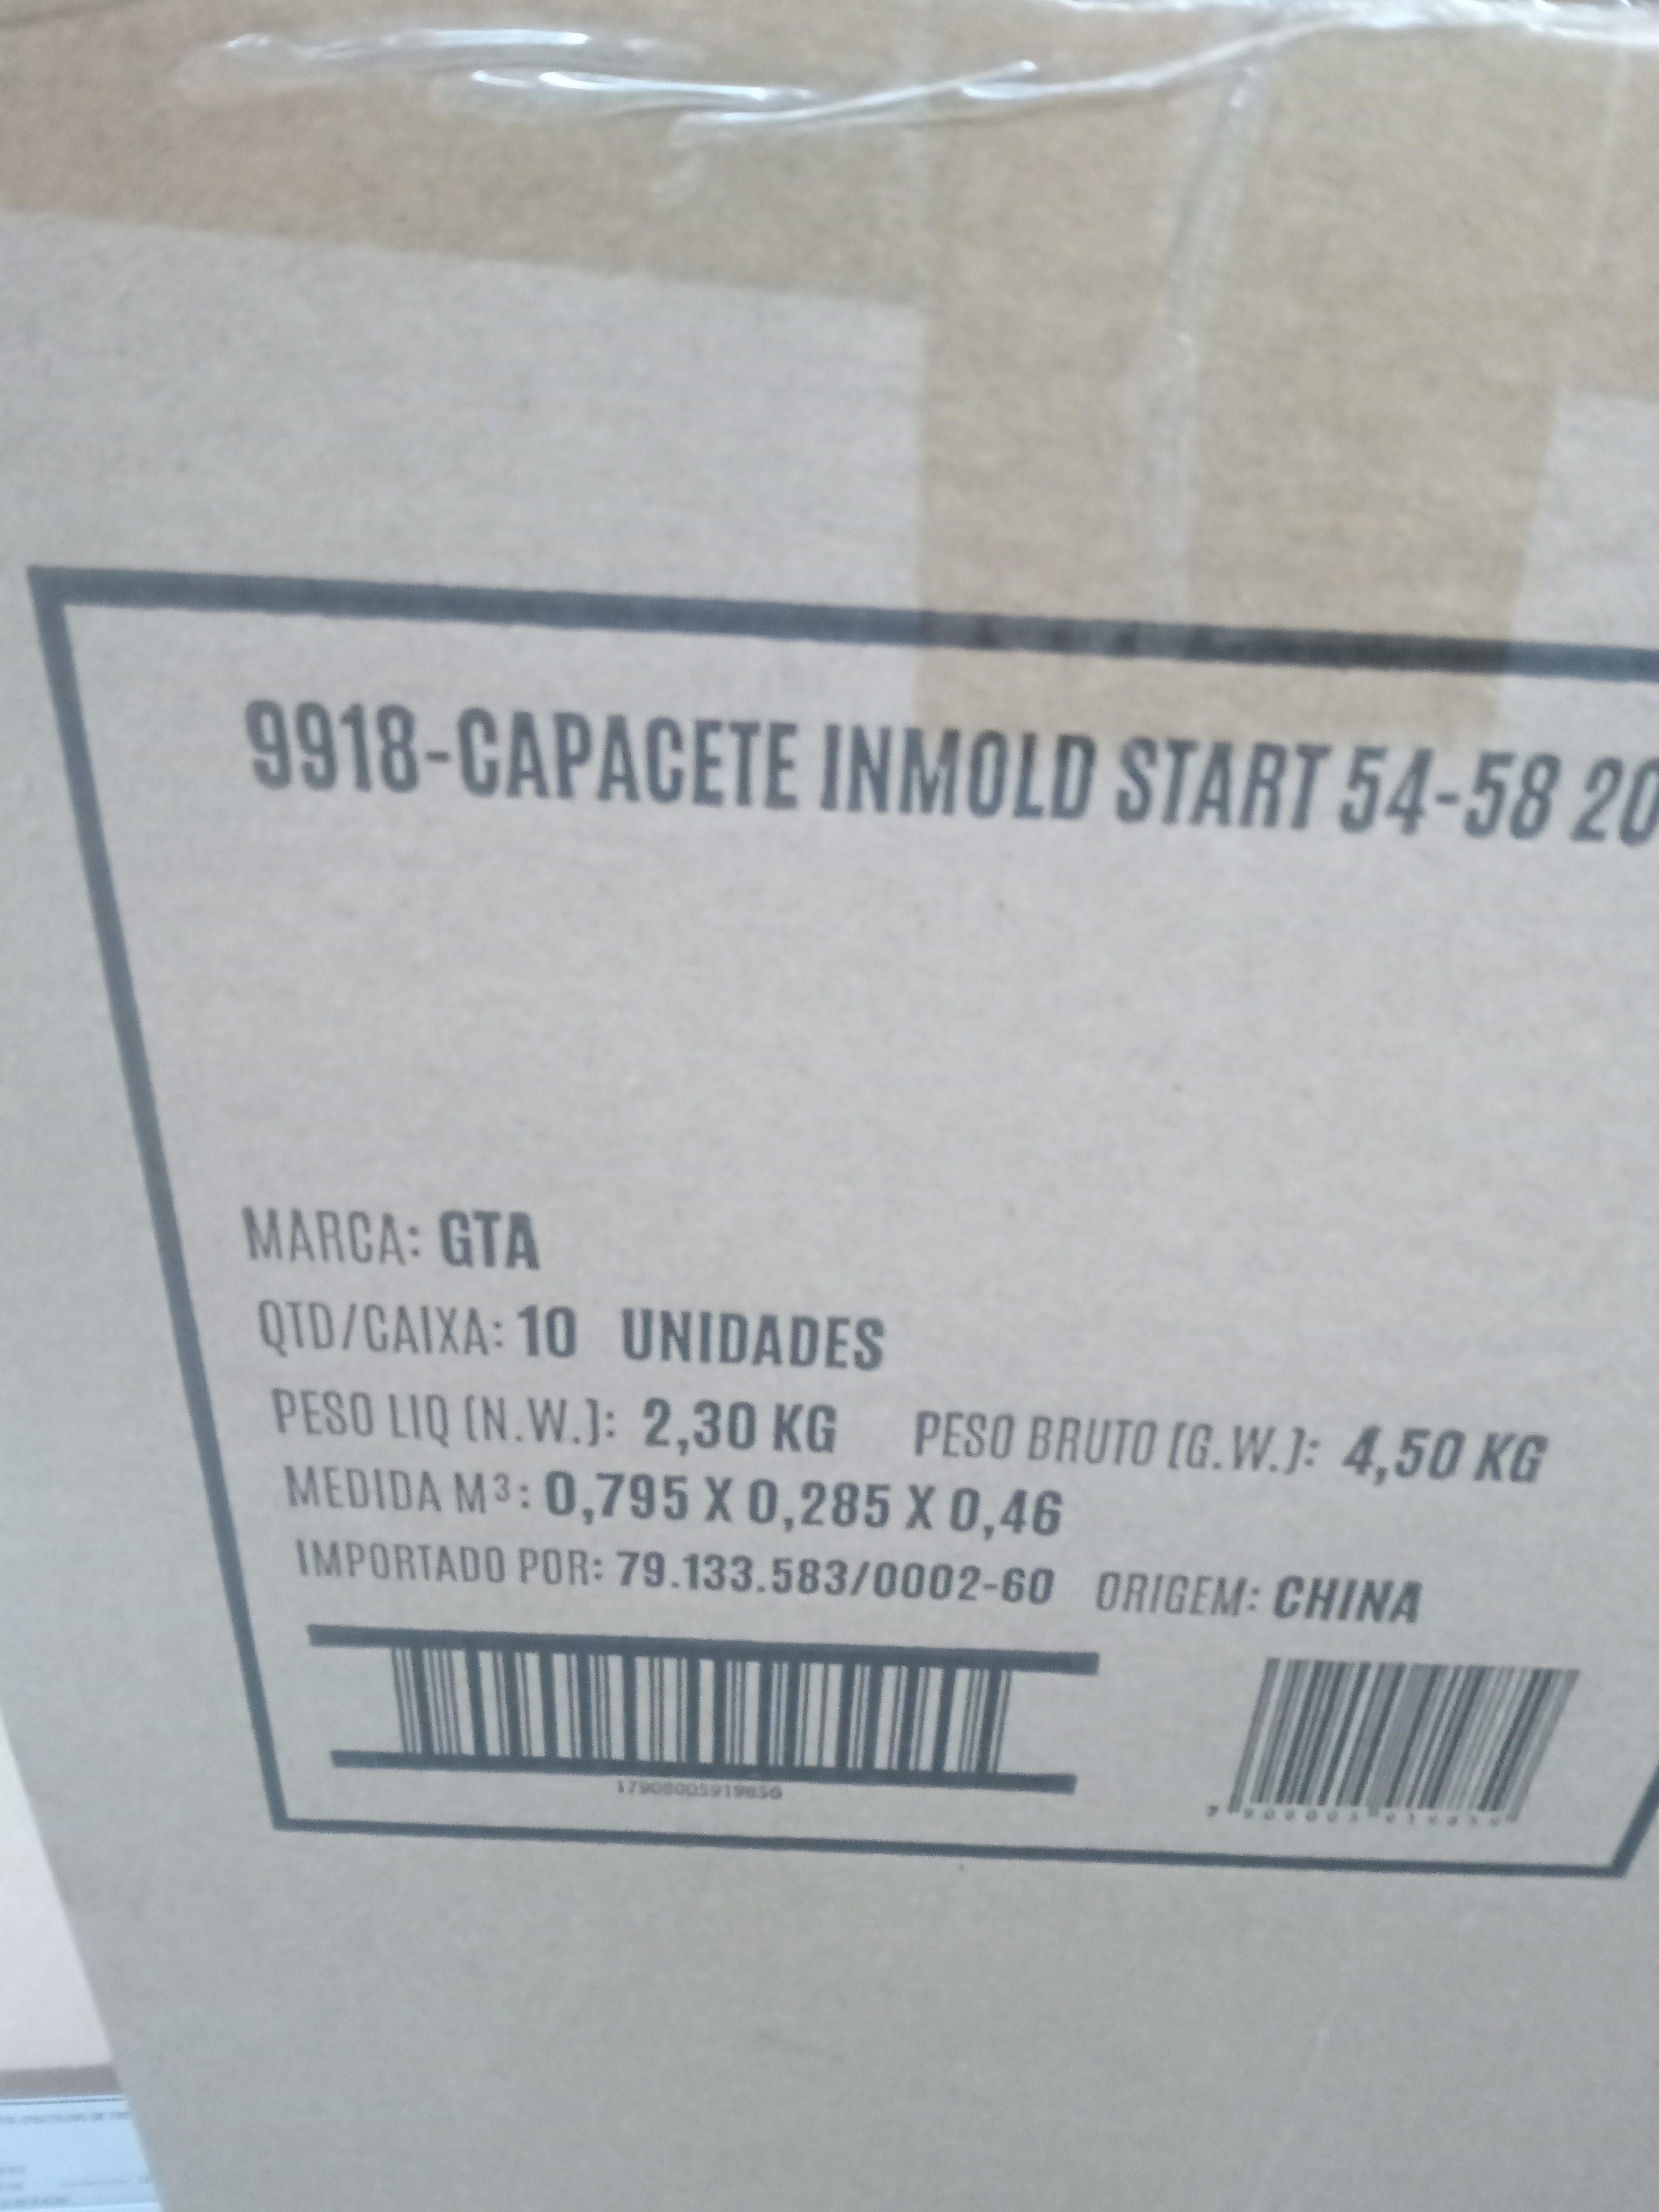 9918-CAPACETE INMOLD START 54-58 20
MARCA: GTA
QTD/CAIXA: 10 UNIDADES
PESO LIQ (N.W.): 2,30 KG PESO BRUTO (G.W.): 4,50 KG
MEDIDA M³: 0,795 X 0,285 X 0,46
IMPORTADO POR: 79.133.583/0002-60 ORIGEM: CHINA
17908005919856